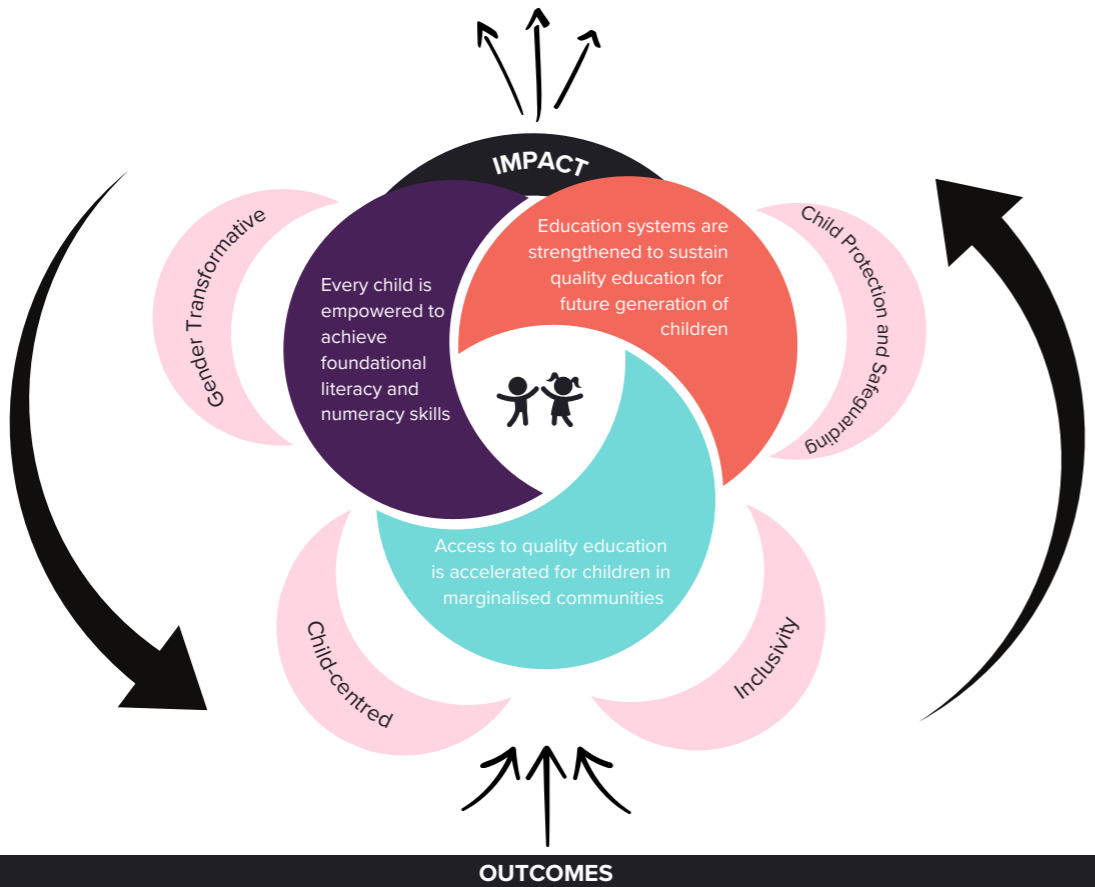 IMPACT
Education systems are
strengthened to sustain
quality education for
future generation of
children
Every child is
empowered to
achieve
foundational
literacy and
numeracy skills
Access to quality education
is accelerated for children in
marginalised communities
Gender Transformative
Child Protection and Safeguarding
Child-centred
Inclusivity
OUTCOMES